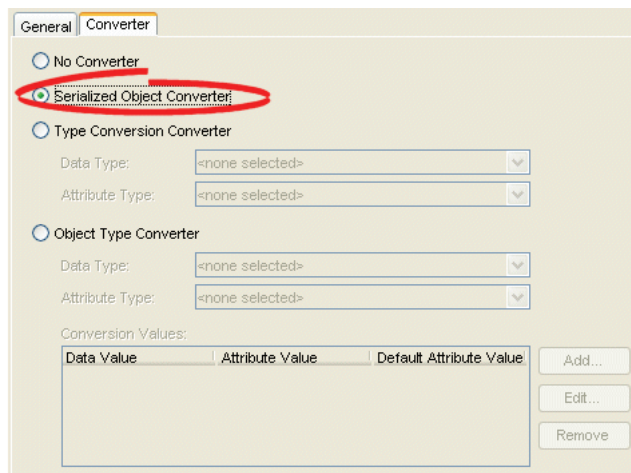 General Converter
No Converter
Serialized Object Converter
Type Conversion Converter
Data Type: <none selected>
Attribute Type: <none selected>
Object Type Converter
Data Type: <none selected>
Attribute Type: <none selected>
Conversion Values:
Data Value Attribute Value Default Attribute Value
Add...
Edit...
Remove